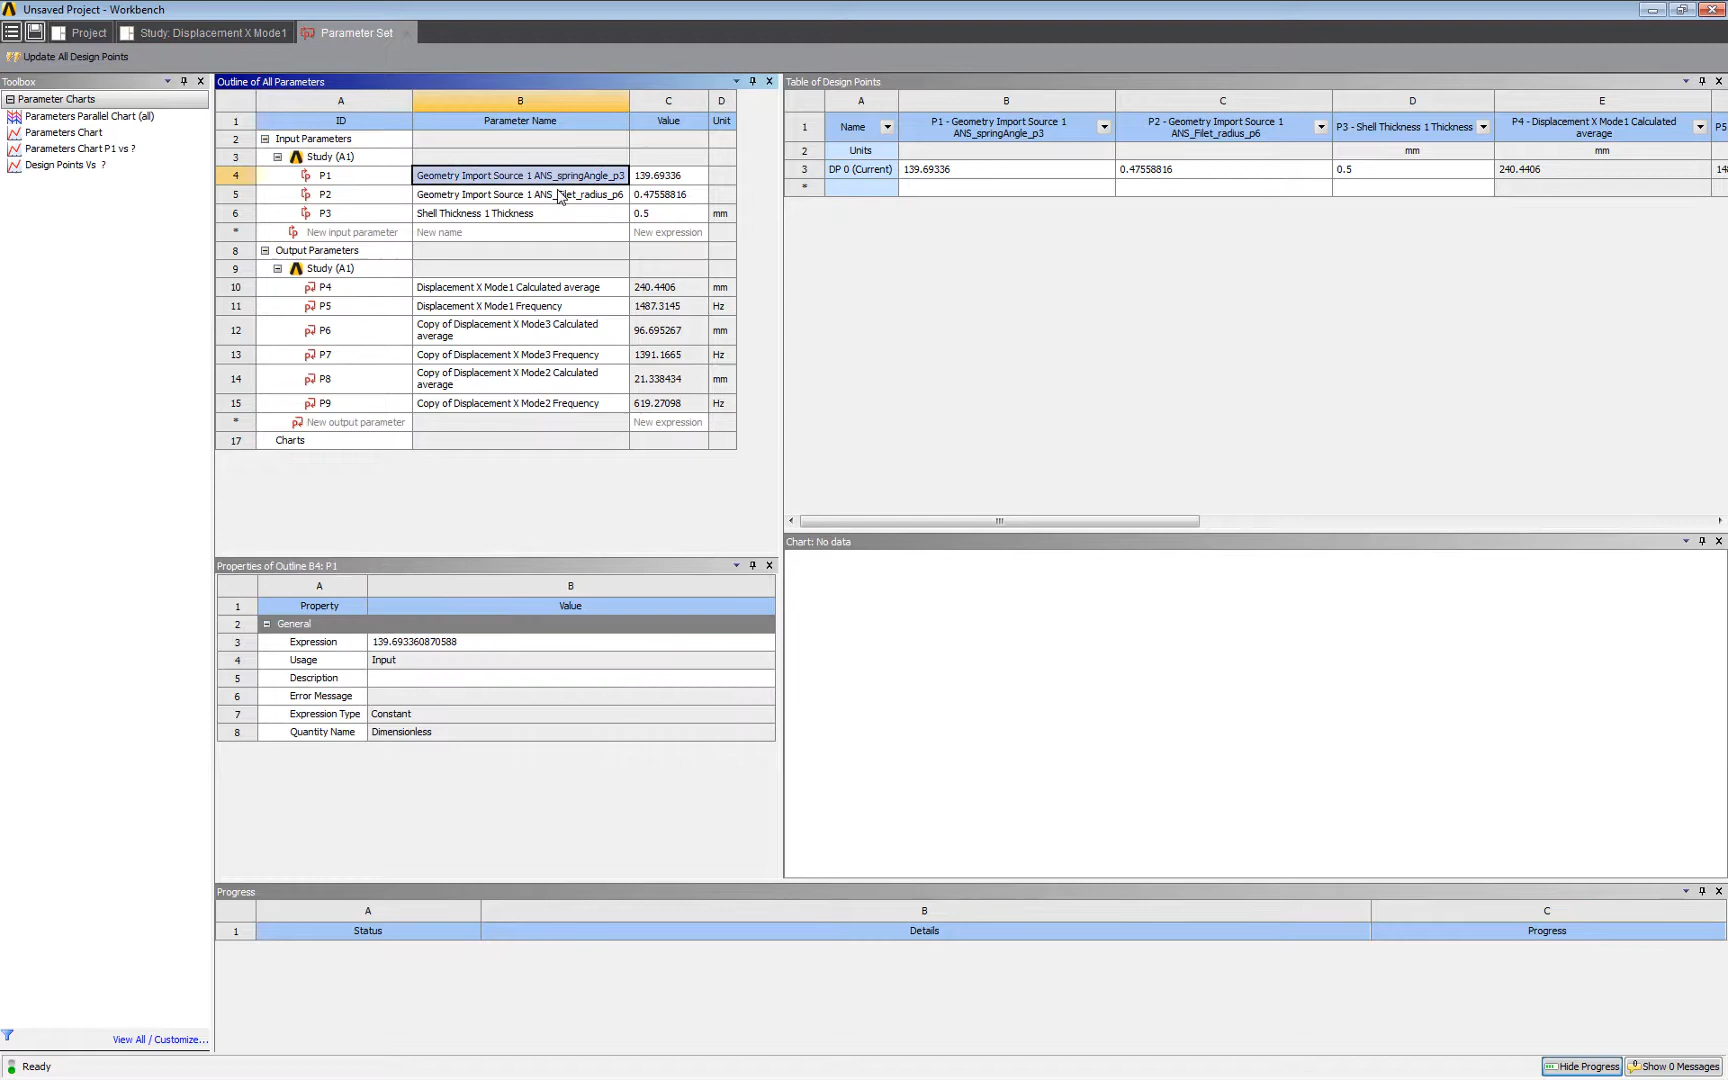 Unsaved Project - Workbench
Project
Study: Displacement X Mode1
Parameter Set
Update All Design Points
Toolbox
Parameter Charts
Parameters Parallel Chart (all)
Parameters Chart
Parameters Chart P1 vs ?
Design Points Vs ?
View All / Customize...
Outline of All Parameters
A B C D
1 ID Parameter Name Value Unit
2 Input Parameters
3 Study (A1)
4 P1 Geometry Import Source 1 ANS_springAngle_p3 139.69336
5 P2 Geometry Import Source 1 ANS_Filet_radius_p6 0.47558816
6 P3 Shell Thickness 1 Thickness 0.5 mm
* New input parameter New name New expression
8 Output Parameters
9 Study (A1)
10 P4 Displacement X Mode1 Calculated average 240.4406 mm
11 P5 Displacement X Mode1 Frequency 1487.3145 Hz
12 P6 Copy of Displacement X Mode3 Calculated average 96.695267 mm
13 P7 Copy of Displacement X Mode3 Frequency 1391.1665 Hz
14 P8 Copy of Displacement X Mode2 Calculated average 21.338434 mm
15 P9 Copy of Displacement X Mode2 Frequency 619.27098 Hz
* New output parameter New expression
17 Charts
Properties of Outline B4: P1
A B
1 Property Value
2 General
3 Expression 139.693360870588
4 Usage Input
5 Description
6 Error Message
7 Expression Type Constant
8 Quantity Name Dimensionless
Table of Design Points
A B C D E
1 Name P1 - Geometry Import Source 1 ANS_springAngle_p3 P2 - Geometry Import Source 1 ANS_Filet_radius_p6 P3 - Shell Thickness 1 Thickness P4 - Displacement X Mode1 Calculated average P5
2 Units mm mm
3 DP 0 (Current) 139.69336 0.47558816 0.5 240.4406 148
*
Chart: No data
Progress
A B C
1 Status Details Progress
Ready
Hide Progress
Show 0 Messages